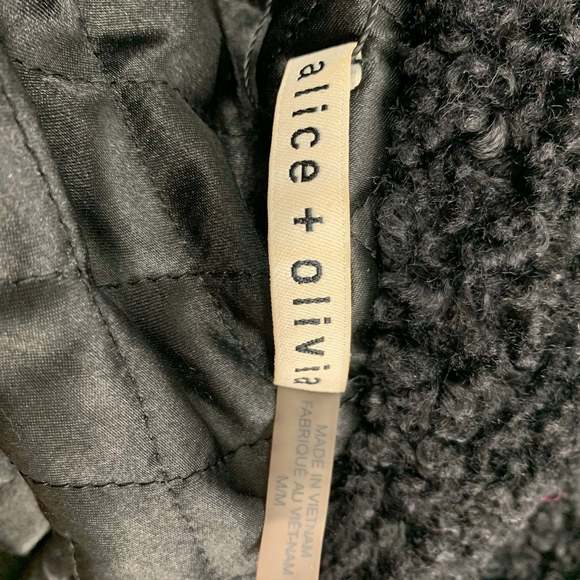 alice + olivia
MADE IN VIETNAM
FABRIQUÉ AU VIETNAM
M/M